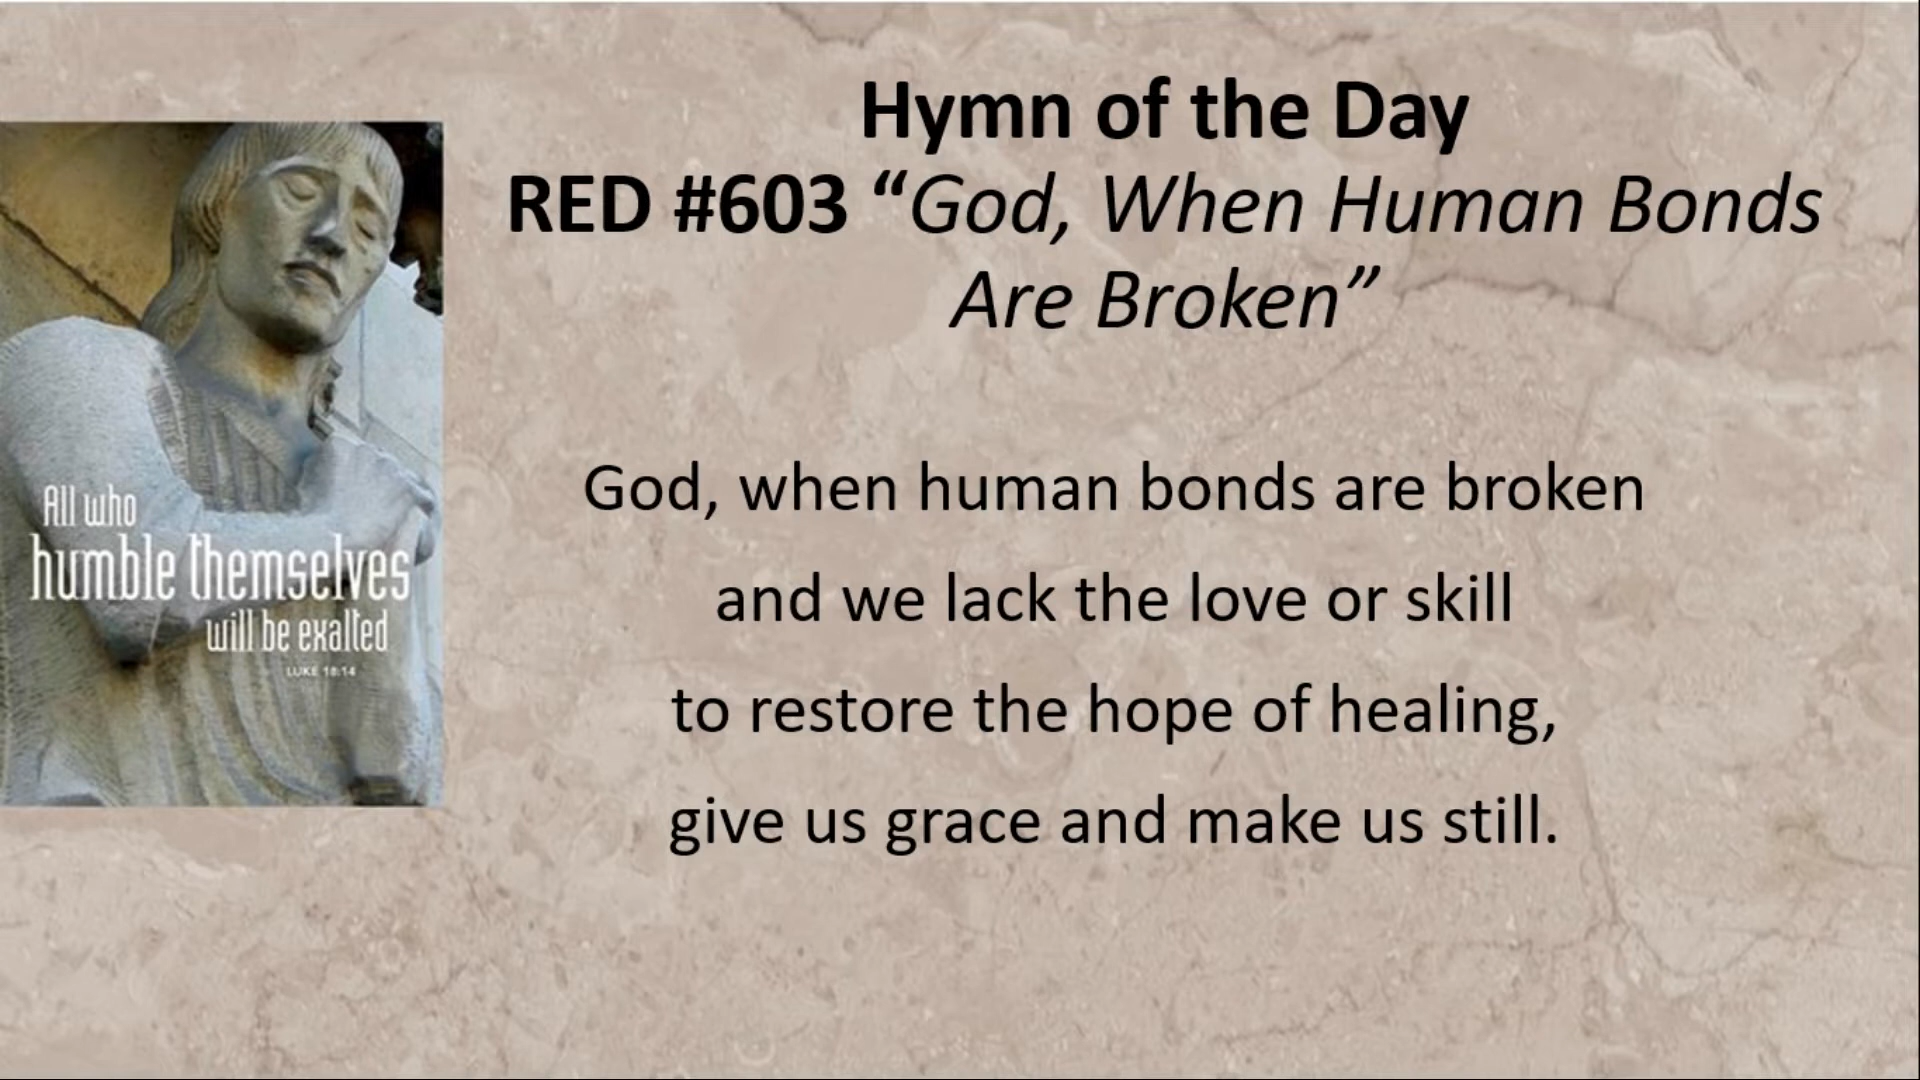 Hymn of the Day
RED #603 “God, When Human Bonds
Are Broken”
God, when human bonds are broken
and we lack the love or skill
to restore the hope of healing,
give us grace and make us still.
All who
humble themselves
will be exalted
LUKE 18:14